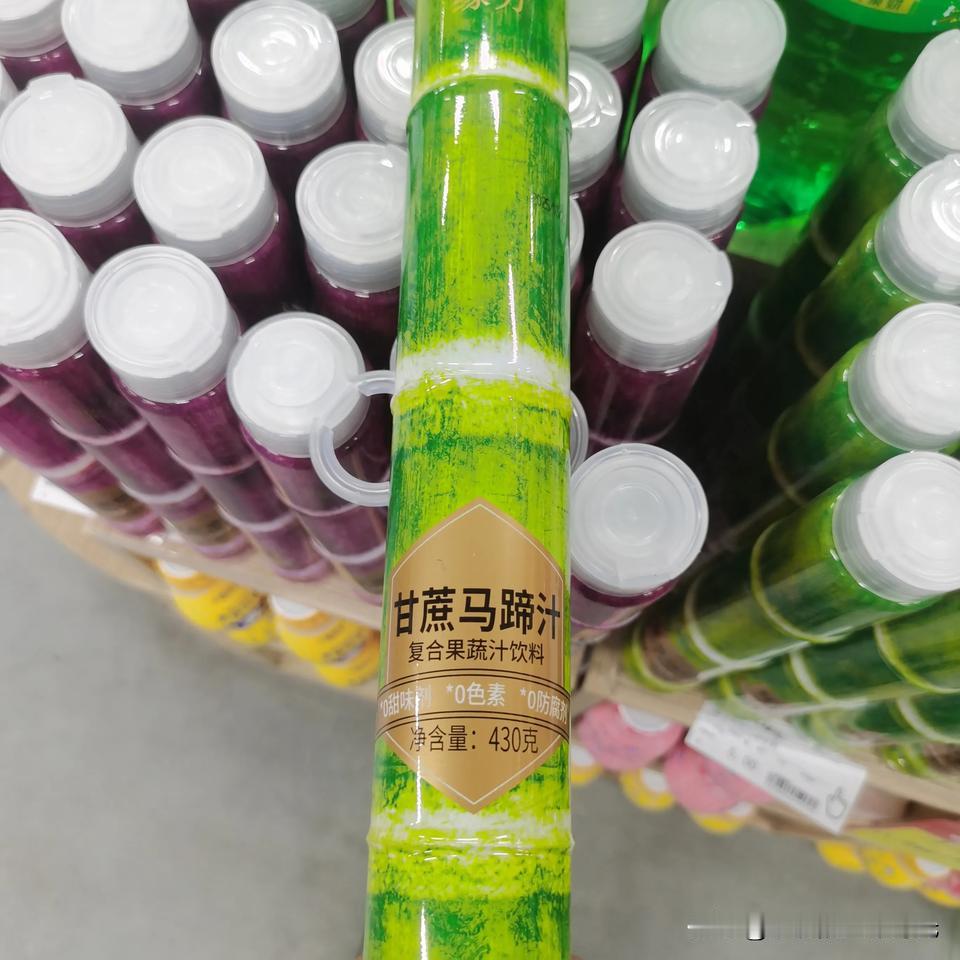 甘蔗马蹄汁
复合果蔬汁饮料
*0甜味剂 *0色素 *0防腐剂
净含量：430克